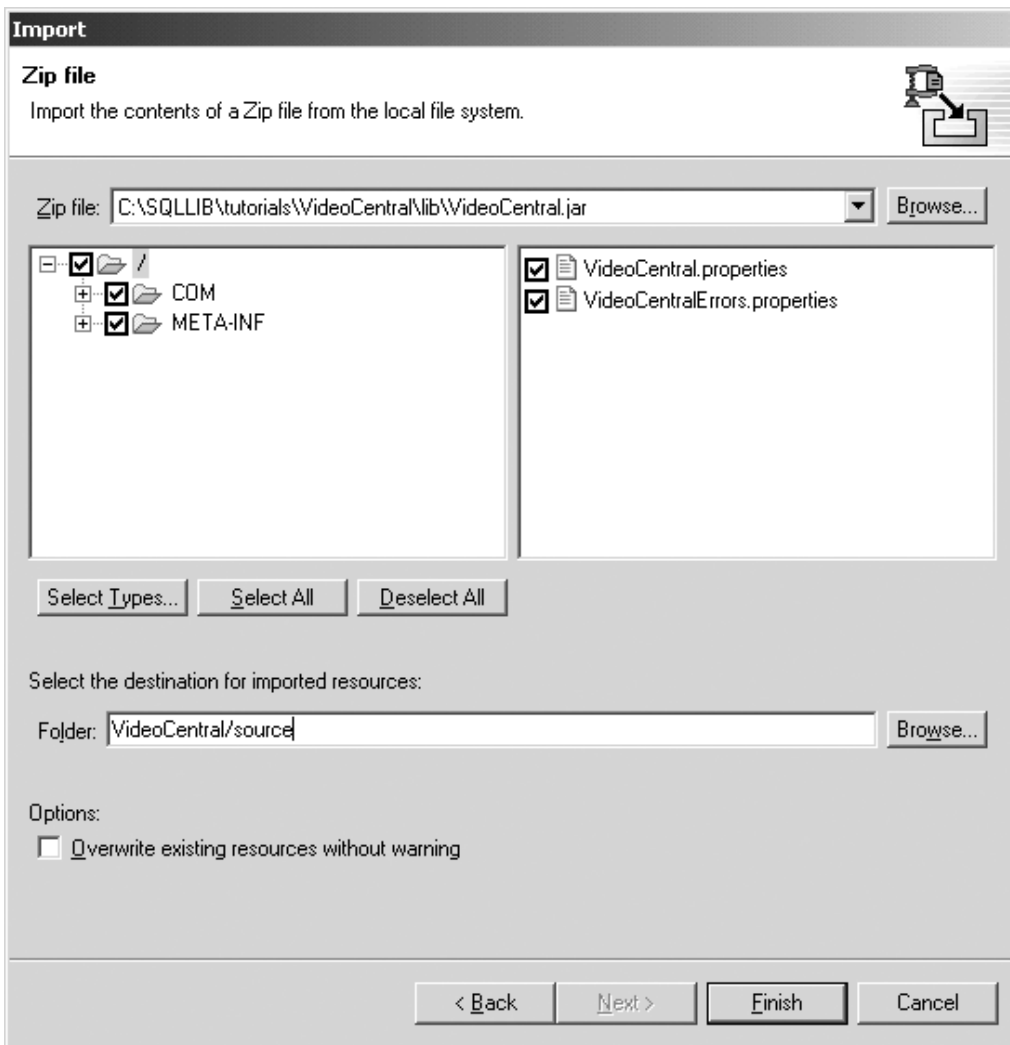 Import
Zip file
Import the contents of a Zip file from the local file system.
Zip file: C:\SQLLIB\tutorials\VideoCentral\lib\VideoCentral.jar Browse...
/
COM
META-INF
VideoCentral.properties
VideoCentralErrors.properties
Select Types... Select All Deselect All
Select the destination for imported resources:
Folder: VideoCentral/source Browse...
Options:
Overwrite existing resources without warning
< Back Next > Finish Cancel